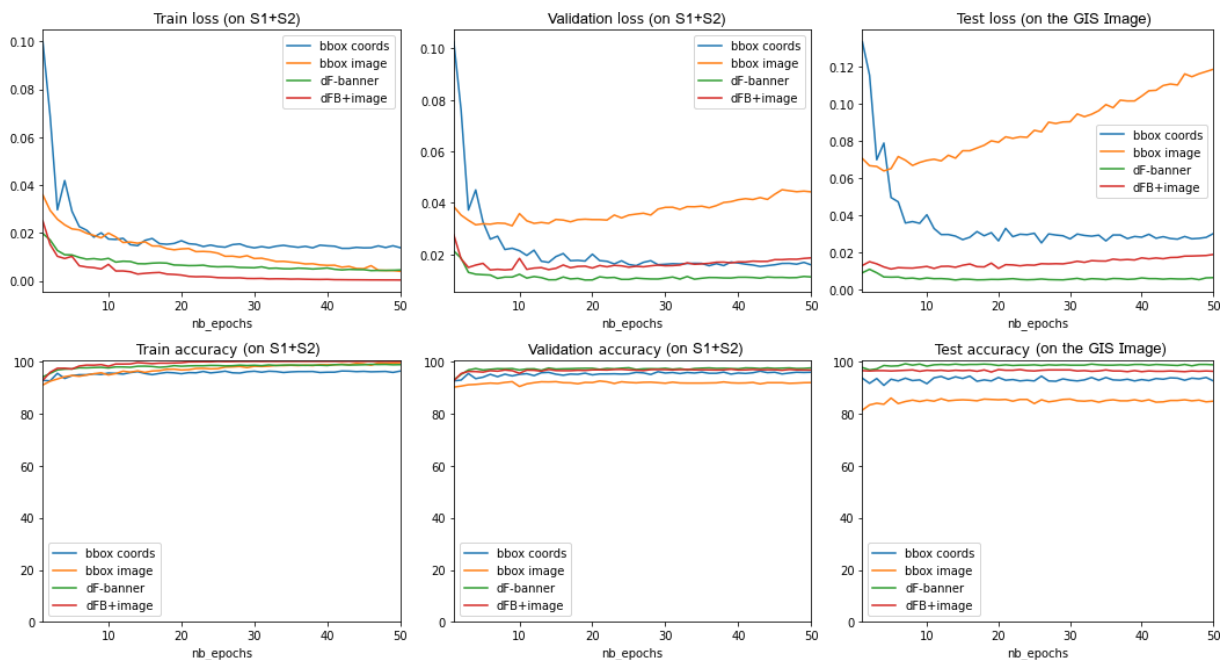 Train loss (on S1+S2)
Validation loss (on S1+S2)
Test loss (on the GIS Image)
0.10
0.08
0.06
0.04
0.02
0.00
bbox coords
bbox image
dF-banner
dFB+image
10
20
30
40
50
nb_epochs
0.10
0.08
0.06
0.04
0.02
bbox coords
bbox image
dF-banner
dFB+image
10
20
30
40
50
nb_epochs
0.12
0.10
0.08
0.06
0.04
0.02
0.00
bbox coords
bbox image
dF-banner
dFB+image
10
20
30
40
50
nb_epochs
Train accuracy (on S1+S2)
Validation accuracy (on S1+S2)
Test accuracy (on the GIS Image)
100
80
60
40
20
0
bbox coords
bbox image
dF-banner
dFB+image
10
20
30
40
50
nb_epochs
100
80
60
40
20
0
bbox coords
bbox image
dF-banner
dFB+image
10
20
30
40
50
nb_epochs
100
80
60
40
20
0
bbox coords
bbox image
dF-banner
dFB+image
10
20
30
40
50
nb_epochs